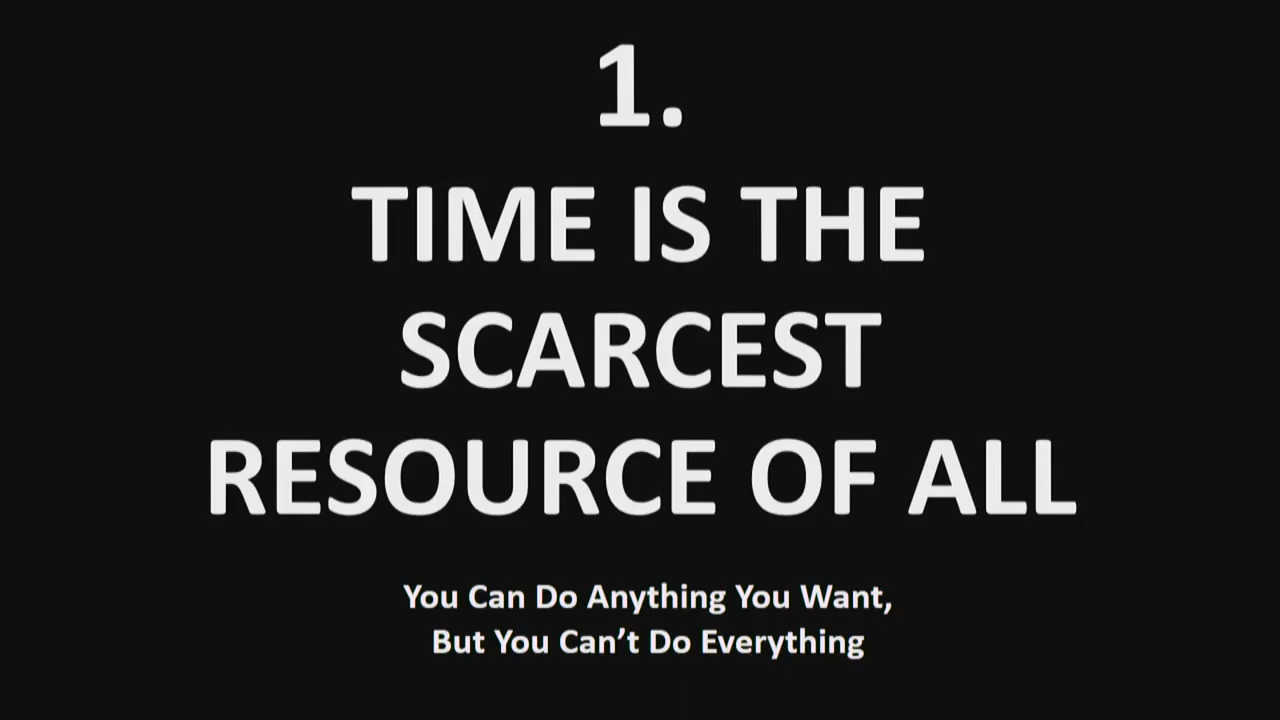 1.
TIME IS THE
SCARCEST
RESOURCE OF ALL
You Can Do Anything You Want,
But You Can’t Do Everything